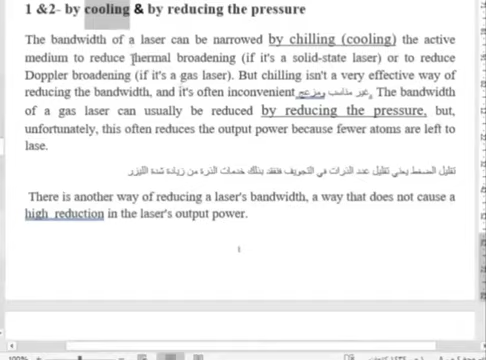 1 &2- by cooling & by reducing the pressure
The bandwidth of a laser can be narrowed by chilling (cooling) the active
medium to reduce thermal broadening (if it's a solid-state laser) or to reduce
Doppler broadening (if it's a gas laser). But chilling isn't a very effective way of
reducing the bandwidth, and it's often inconvenient غير مناسب ومزعج. The bandwidth
of a gas laser can usually be reduced by reducing the pressure, but,
unfortunately, this often reduces the output power because fewer atoms are left to
lase.
تقليل الضغط يعني تقليل عدد الذرات في التجويف فنفقد بذلك خدمات الذرة من زيادة شدة الليزر
There is another way of reducing a laser's bandwidth, a way that does not cause a
high reduction in the laser's output power.
1
100%